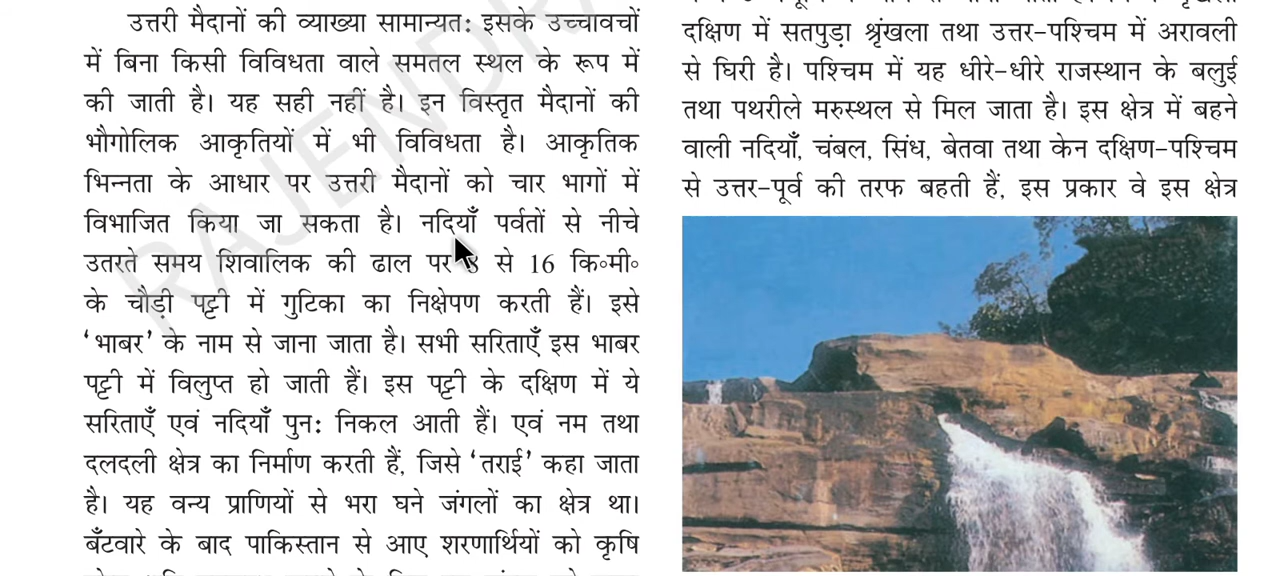 उत्तरी मैदानों की व्याख्या सामान्यत: इसके उच्चावचों
में बिना किसी विविधता वाले समतल स्थल के रूप में
की जाती है। यह सही नहीं है। इन विस्तृत मैदानों की
भौगोलिक आकृतियों में भी विविधता है। आकृतिक
भिन्नता के आधार पर उत्तरी मैदानों को चार भागों में
विभाजित किया जा सकता है। नदियाँ पर्वतों से नीचे
उतरते समय शिवालिक की ढाल पर 8 से 16 कि॰मी॰
के चौड़ी पट्टी में गुटिका का निक्षेपण करती हैं। इसे
‘भाबर’ के नाम से जाना जाता है। सभी सरिताएँ इस भाबर
पट्टी में विलुप्त हो जाती हैं। इस पट्टी के दक्षिण में ये
सरिताएँ एवं नदियाँ पुन: निकल आती हैं। एवं नम तथा
दलदली क्षेत्र का निर्माण करती हैं, जिसे ‘तराई’ कहा जाता
है। यह वन्य प्राणियों से भरा घने जंगलों का क्षेत्र था।
बँटवारे के बाद पाकिस्तान से आए शरणार्थियों को कृषि
दक्षिण में सतपुड़ा श्रृंखला तथा उत्तर-पश्चिम में अरावली
से घिरी है। पश्चिम में यह धीरे-धीरे राजस्थान के बलुई
तथा पथरीले मरुस्थल से मिल जाता है। इस क्षेत्र में बहने
वाली नदियाँ, चंबल, सिंध, बेतवा तथा केन दक्षिण-पश्चिम
से उत्तर-पूर्व की तरफ बहती हैं, इस प्रकार वे इस क्षेत्र
RAJENDRA